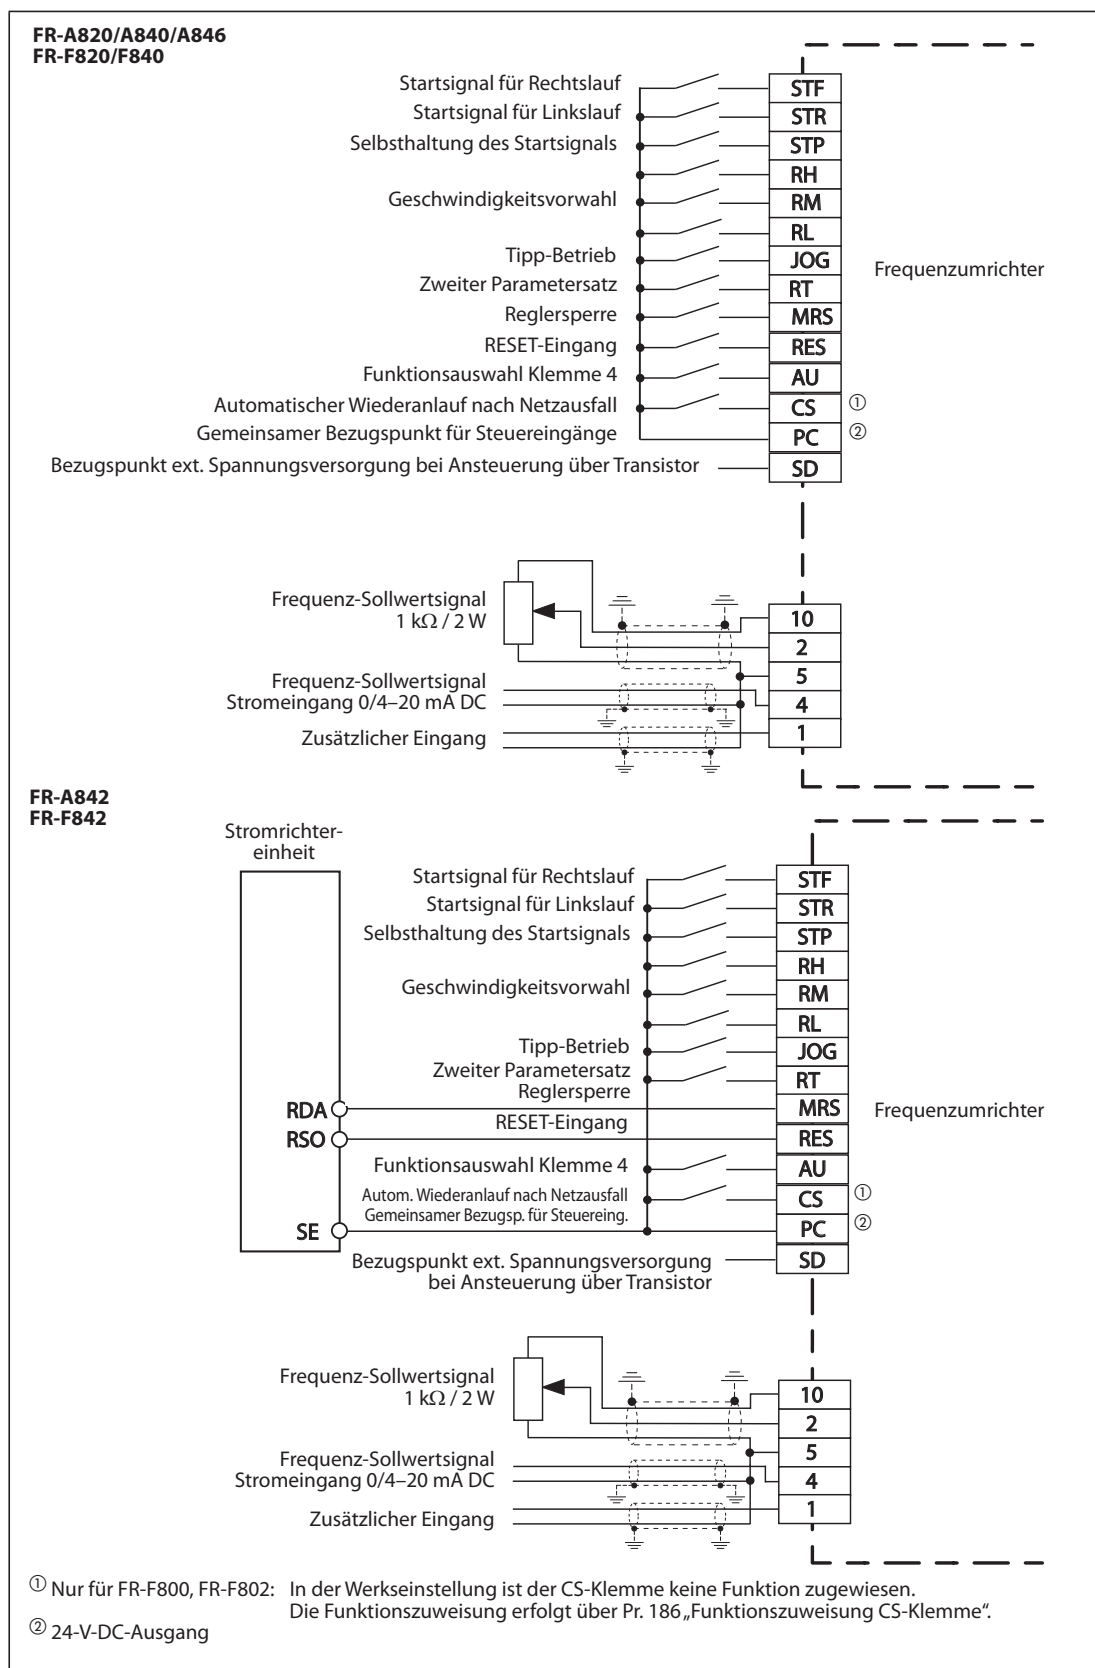 FR-A820/A840/A846
FR-F820/F840
Startsignal für Rechtslauf
STF
Startsignal für Linkslauf
STR
Selbsthaltung des Startsignals
STP
RH
Geschwindigkeitsvorwahl
RM
RL
Tipp-Betrieb
JOG
Frequenzumrichter
Zweiter Parametersatz
RT
Reglersperre
MRS
RESET-Eingang
RES
Funktionsauswahl Klemme 4
AU
Automatischer Wiederanlauf nach Netzausfall
CS ①
Gemeinsamer Bezugspunkt für Steuereingänge
PC ②
Bezugspunkt ext. Spannungsversorgung bei Ansteuerung über Transistor
SD
Frequenz-Sollwertsignal
1 kΩ / 2 W
10
2
5
Frequenz-Sollwertsignal
Stromeingang 0/4–20 mA DC
4
Zusätzlicher Eingang
1
FR-A842
FR-F842
Stromrichter-
einheit
Startsignal für Rechtslauf
STF
Startsignal für Linkslauf
STR
Selbsthaltung des Startsignals
STP
RH
Geschwindigkeitsvorwahl
RM
RL
Tipp-Betrieb
JOG
Zweiter Parametersatz
RT
Reglersperre
RDA
MRS
Frequenzumrichter
RESET-Eingang
RSO
RES
Funktionsauswahl Klemme 4
AU
Autom. Wiederanlauf nach Netzausfall
CS ①
Gemeinsamer Bezugsp. für Steuereing.
SE
PC ②
Bezugspunkt ext. Spannungsversorgung
bei Ansteuerung über Transistor
SD
Frequenz-Sollwertsignal
1 kΩ / 2 W
10
2
5
Frequenz-Sollwertsignal
Stromeingang 0/4–20 mA DC
4
Zusätzlicher Eingang
1
① Nur für FR-F800, FR-F802: In der Werkseinstellung ist der CS-Klemme keine Funktion zugewiesen.
Die Funktionszuweisung erfolgt über Pr. 186 „Funktionszuweisung CS-Klemme“.
② 24-V-DC-Ausgang